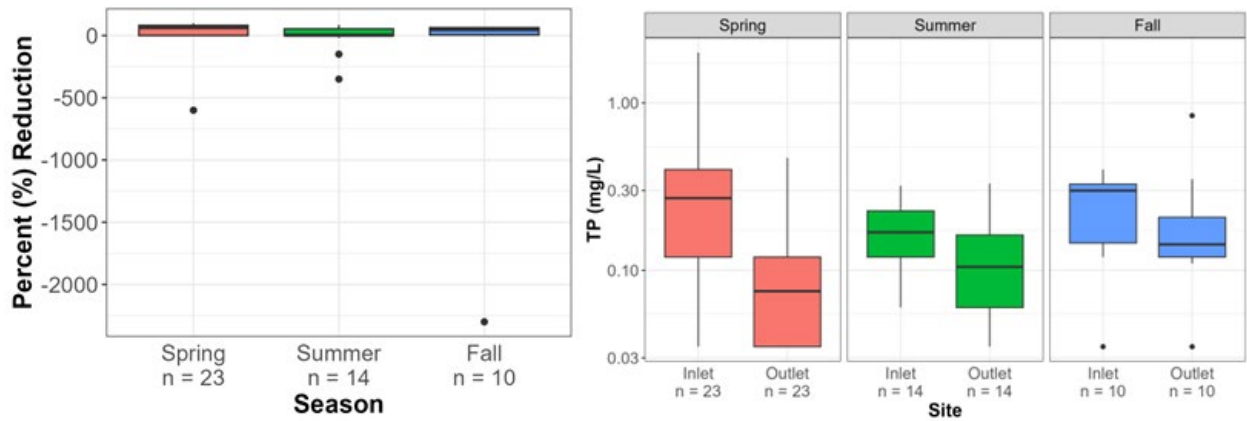 Percent (%) Reduction
0
-500
-1000
-1500
-2000
Spring
n = 23
Summer
n = 14
Fall
n = 10
Season
TP (mg/L)
1.00
0.30
0.10
0.03
Spring
Summer
Fall
Inlet
n = 23
Outlet
n = 23
Inlet
n = 14
Outlet
n = 14
Inlet
n = 10
Outlet
n = 10
Site